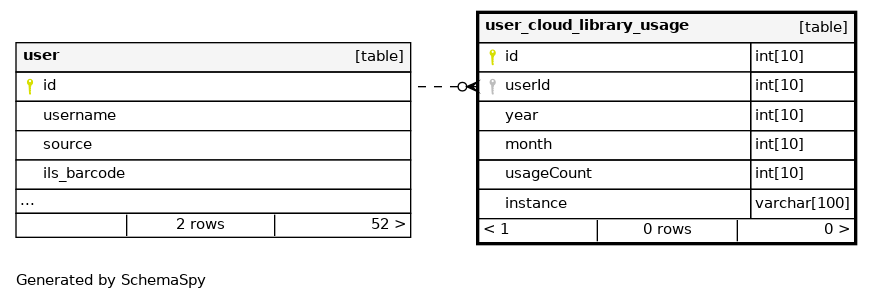 user [table]
id
username
source
ils_barcode
...
2 rows 52 >
user_cloud_library_usage [table]
id int[10]
userId int[10]
year int[10]
month int[10]
usageCount int[10]
instance varchar[100]
< 1 0 rows 0 >
Generated by SchemaSpy